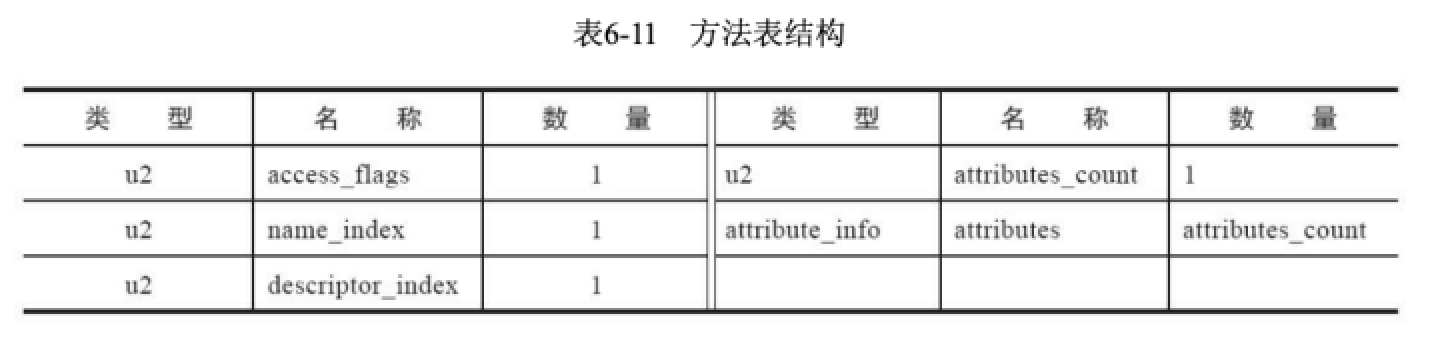 表6-11 方法表结构
类 型 名 称 数 量 类 型 名 称 数 量
u2 access_flags 1 u2 attributes_count 1
u2 name_index 1 attribute_info attributes attributes_count
u2 descriptor_index 1